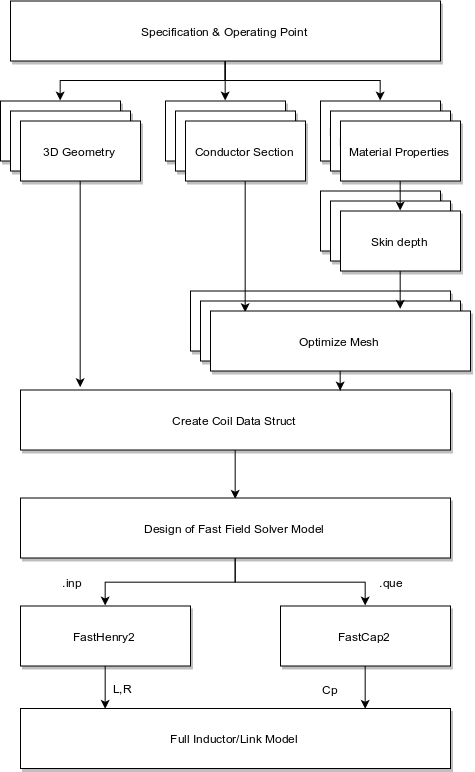 Specification & Operating Point
3D Geometry
Conductor Section
Material Properties
Skin depth
Optimize Mesh
Create Coil Data Struct
Design of Fast Field Solver Model
.inp
.que
FastHenry2
FastCap2
L,R
Cp
Full Inductor/Link Model